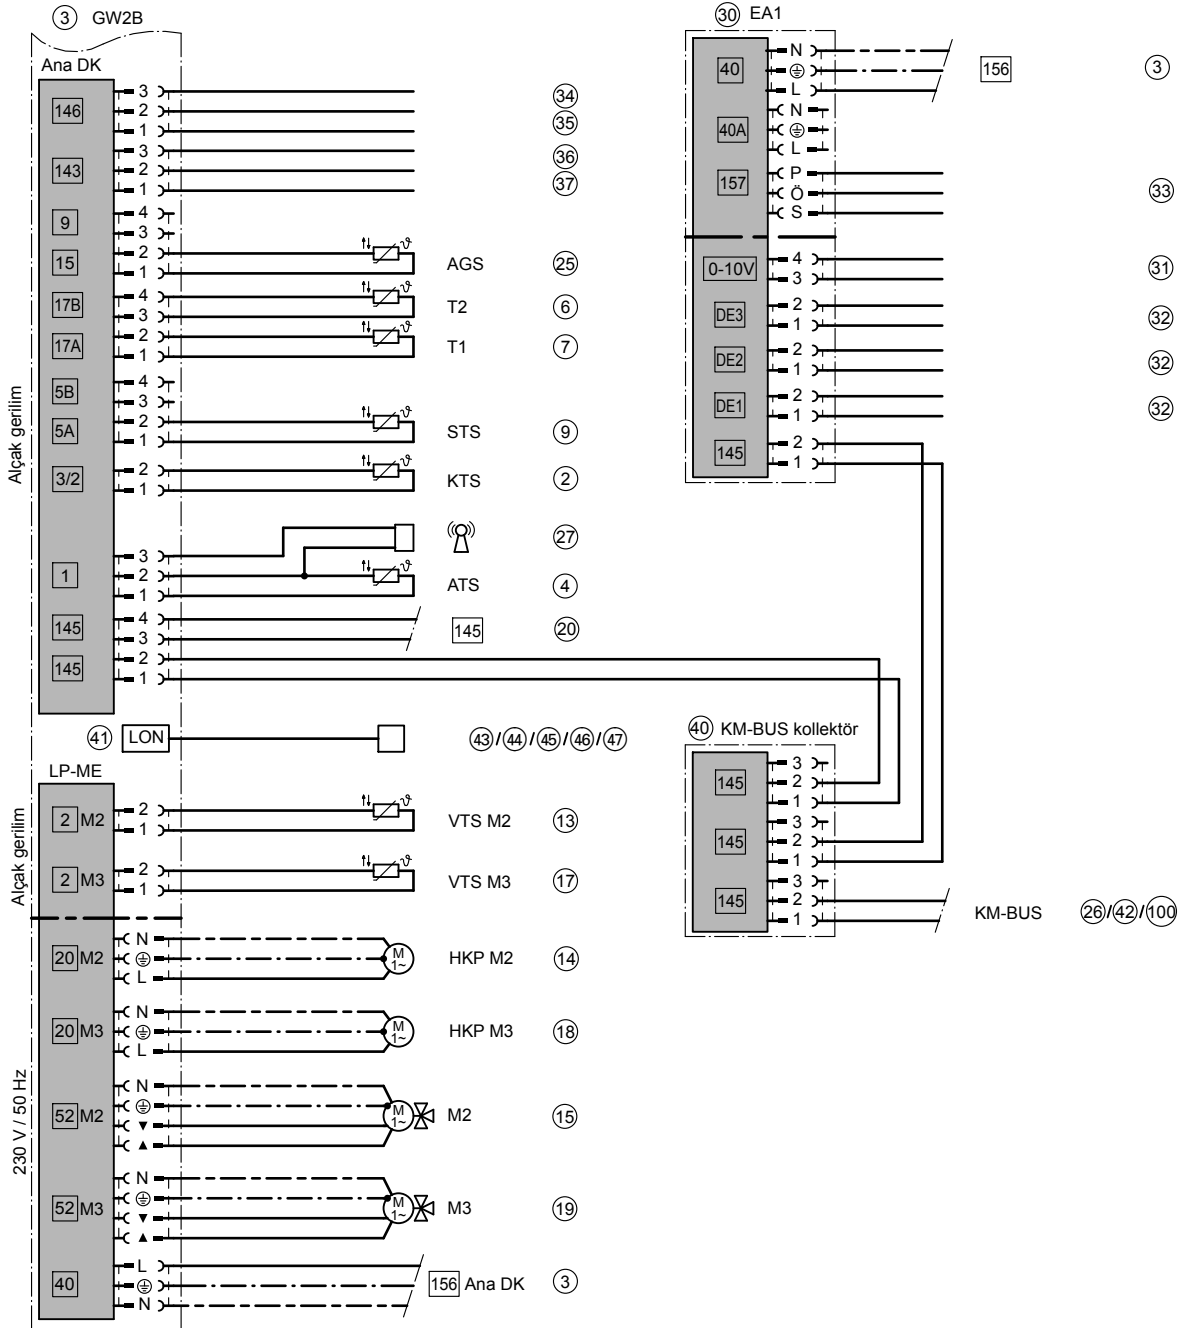 3 GW2B
Ana DK
146
3
2
1
34
35
143
3
2
1
36
37
9
4
3
15
2
1
AGS 25
17B
4
3
T2 6
17A
2
1
T1 7
5B
4
3
5A
2
1
STS 9
3/2
2
1
KTS 2
27
1
3
2
1
ATS 4
145
4
3
145 20
145
2
1
Alçak gerilim
41 LON 43/44/45/46/47
LP-ME
2 M2
2
1
VTS M2 13
2 M3
2
1
VTS M3 17
Alçak gerilim
20 M2
N
L
M
1~
HKP M2 14
20 M3
N
L
M
1~
HKP M3 18
52 M2
N
▼
▲
M
1~
M2 15
52 M3
N
▼
▲
M
1~
M3 19
230 V / 50 Hz
40
L
N
156 Ana DK 3
30 EA1
40
N
L
156 3
40A
N
L
157
P
Ö
S
33
0-10V
4
3
31
DE3
2
1
32
DE2
2
1
32
DE1
2
1
32
145
2
1
40 KM-BUS kollektör
145
3
2
1
145
3
2
1
145
3
2
1
KM-BUS 26/42/100